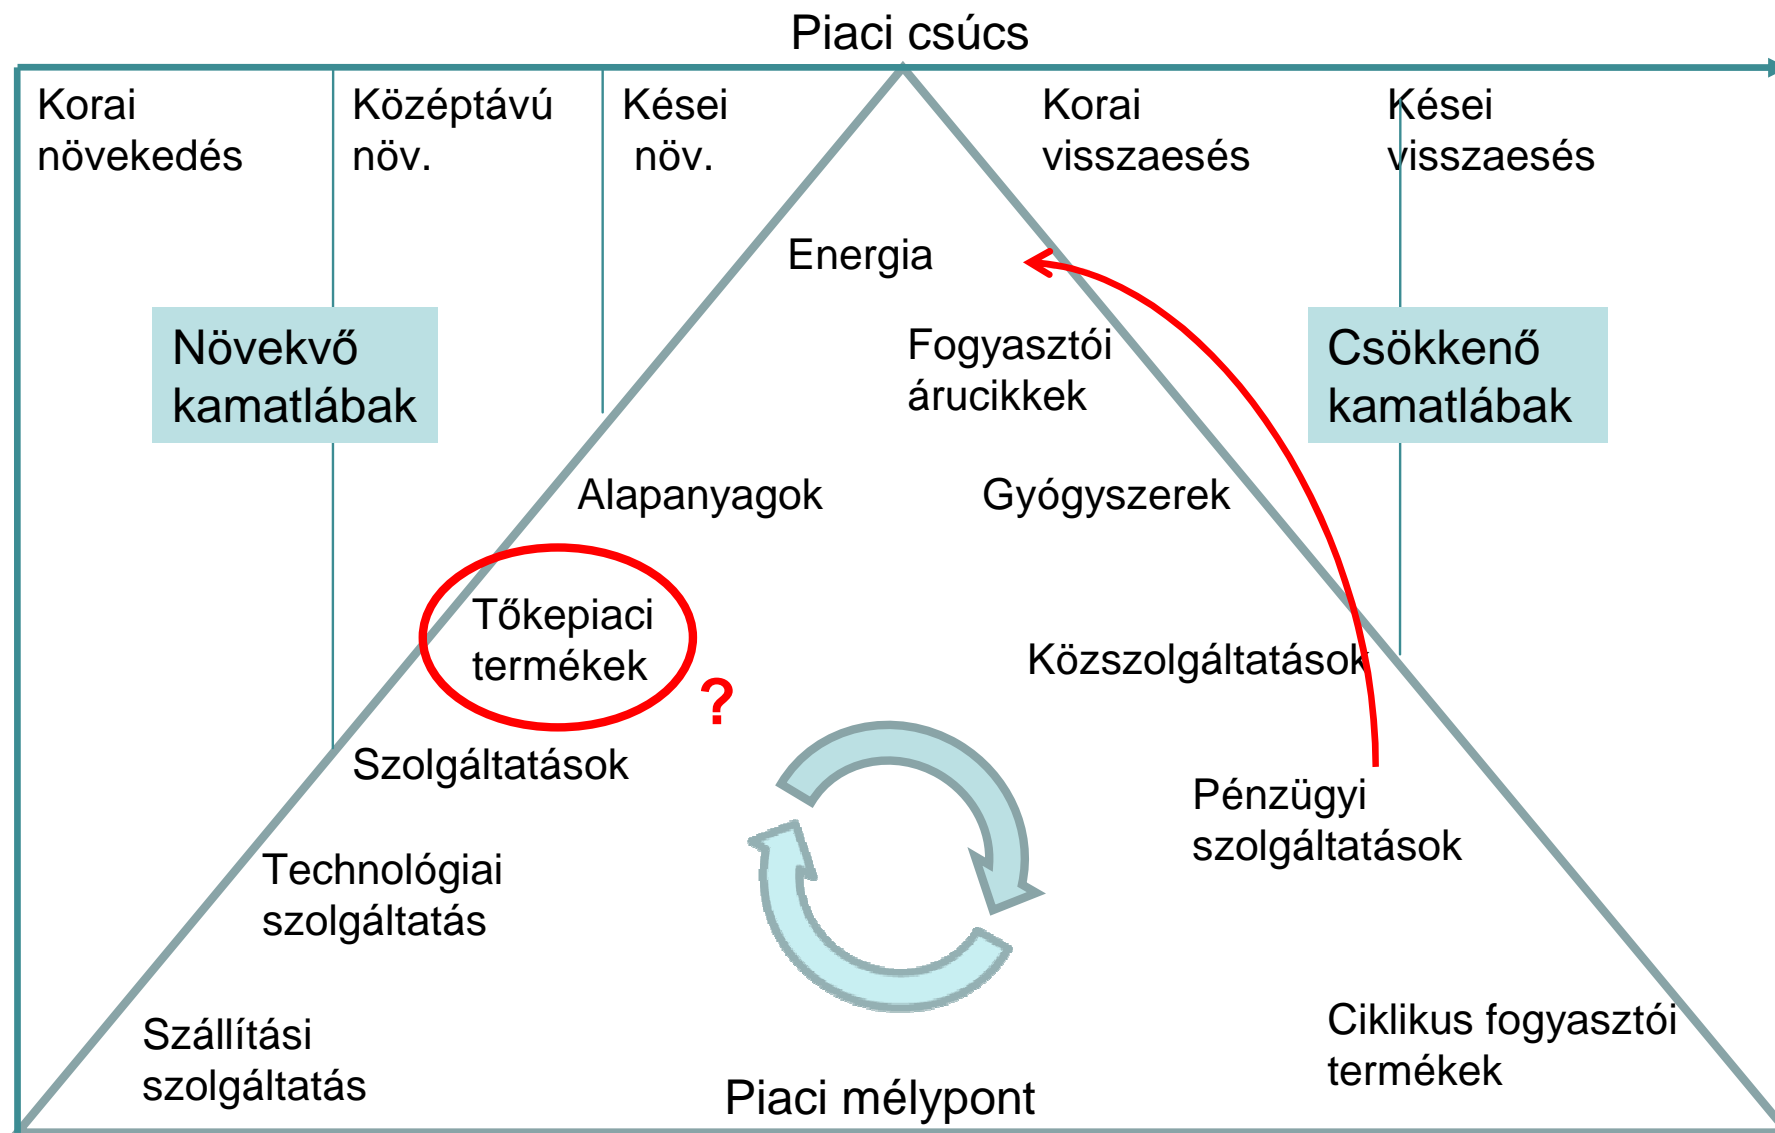 Piaci csúcs
Korai
növekedés
Középtávú
növ.
Kései
növ.
Korai
visszaesés
Kései
visszaesés
Energia
Növekvő
kamatlábak
Fogyasztói
árucikkek
Csökkenő
kamatlábak
Alapanyagok
Gyógyszerek
Tőkepiaci
termékek
?
Közszolgáltatások
Szolgáltatások
Pénzügyi
szolgáltatások
Technológiai
szolgáltatás
Szállítási
szolgáltatás
Ciklikus fogyasztói
termékek
Piaci mélypont